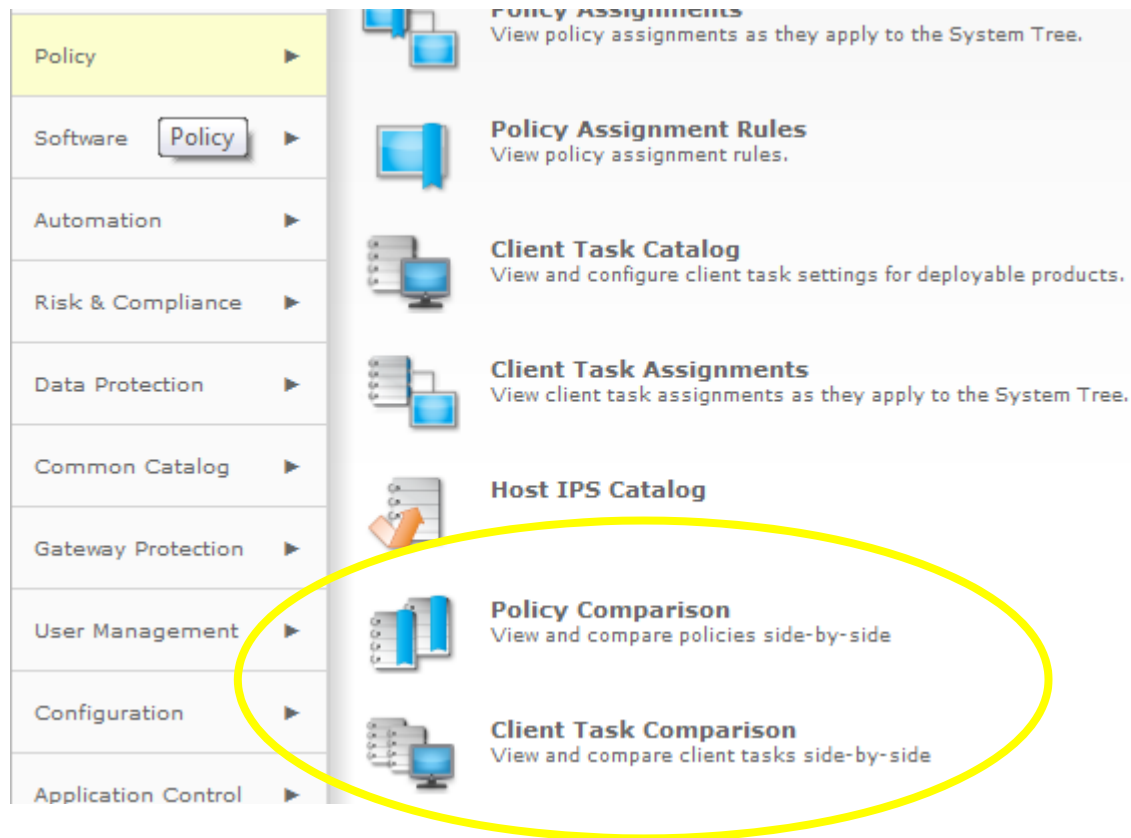 Policy
Software
Policy
Automation
Risk & Compliance
Data Protection
Common Catalog
Gateway Protection
User Management
Configuration
Application Control
Policy Assignments
View policy assignments as they apply to the System Tree.
Policy Assignment Rules
View policy assignment rules.
Client Task Catalog
View and configure client task settings for deployable products.
Client Task Assignments
View client task assignments as they apply to the System Tree.
Host IPS Catalog
Policy Comparison
View and compare policies side-by-side
Client Task Comparison
View and compare client tasks side-by-side